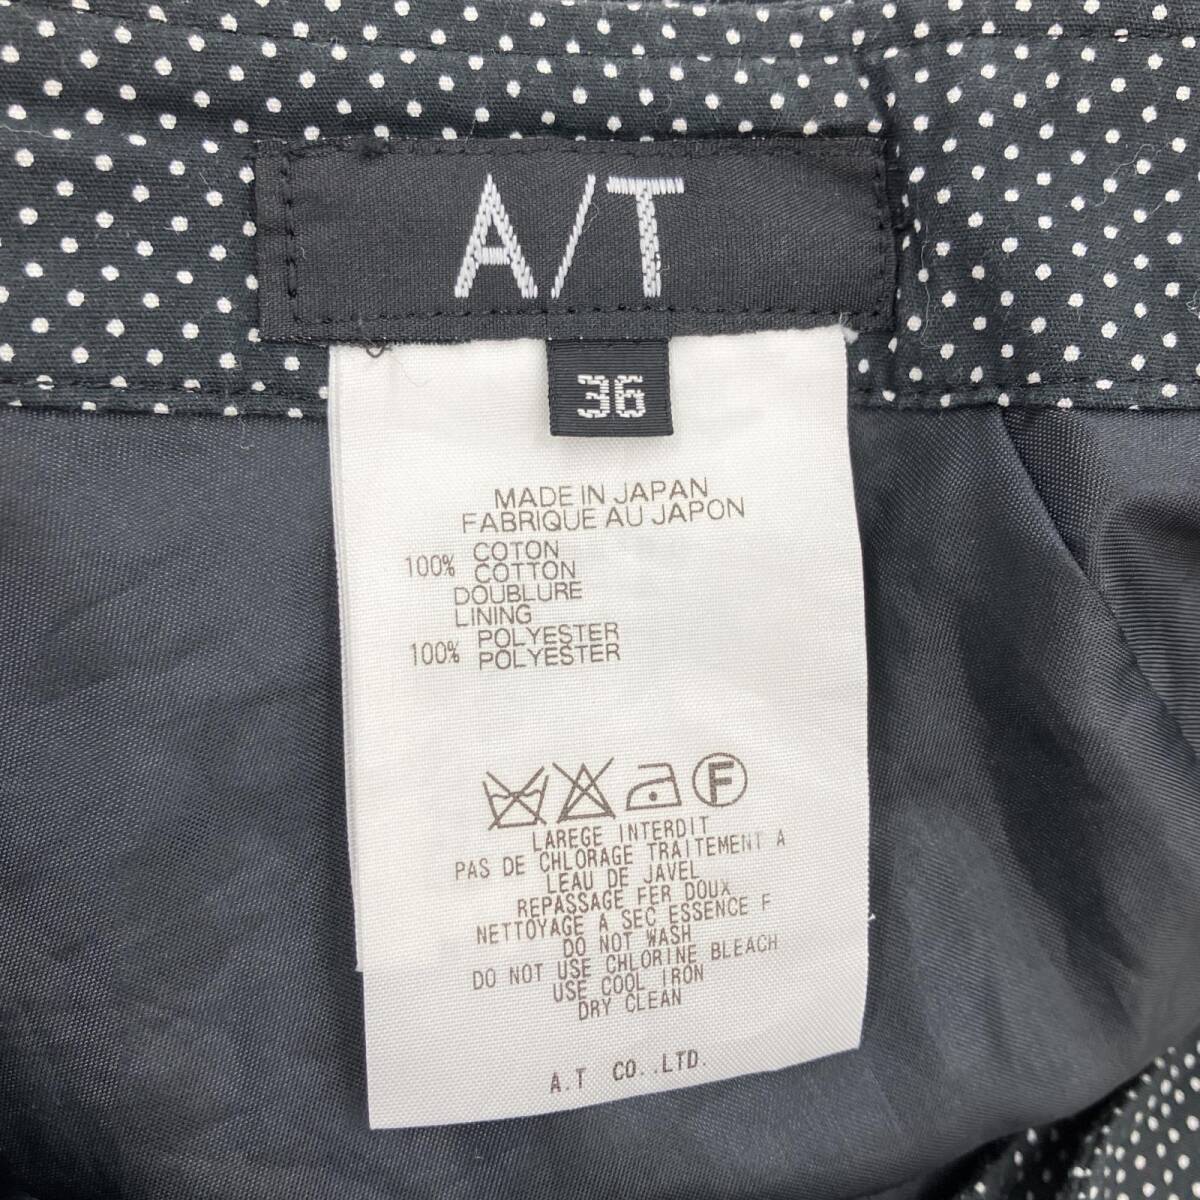 A/T
36
MADE IN JAPAN
FABRIQUE AU JAPON
100% COTON
COTTON
DOUBLURE
LINING
100% POLYESTER
POLYESTER
F
LAREGE INTERDIT
PAS DE CHLORAGE TRAITEMENT A
LEAU DE JAVEL
REPASSAGE FER DOUX
NETTOYAGE A SEC ESSENCE F
DO NOT WASH
DO NOT USE CHLORINE BLEACH
USE COOL IRON
DRY CLEAN
A.T CO.,LTD.